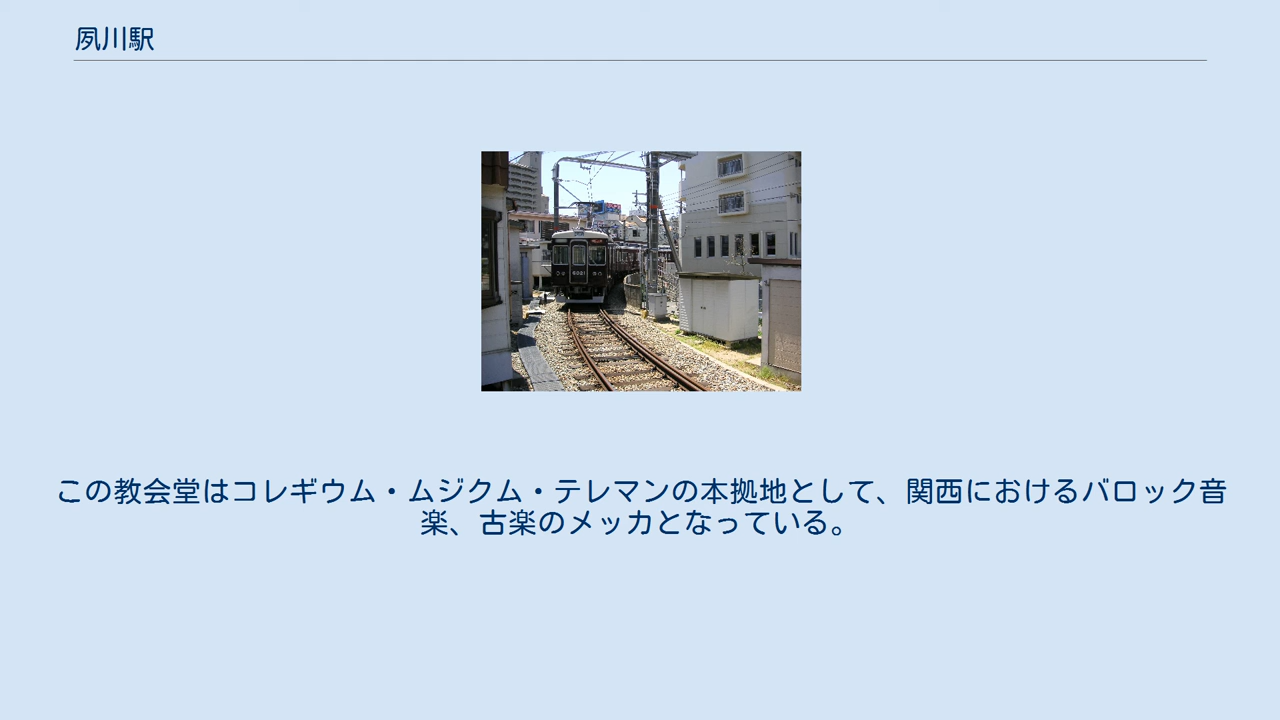 夙川駅
6021
この教会堂はコレギウム・ムジクム・テレマンの本拠地として、関西におけるバロック音
楽、古楽のメッカとなっている。